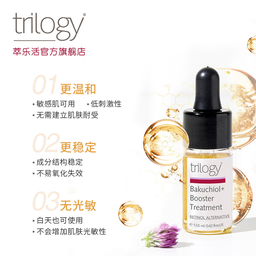 trilogy®
萃乐活官方旗舰店
01 更温和
• 敏感肌可用 • 低刺激性
• 无需建立肌肤耐受
02 更稳定
• 成分结构稳定
• 不易氧化失效
03 无光敏
• 白天也可使用
• 不会增加肌肤光敏性
trilogy
Bakuchiol+
Booster
Treatment
RETINOL ALTERNATIVE